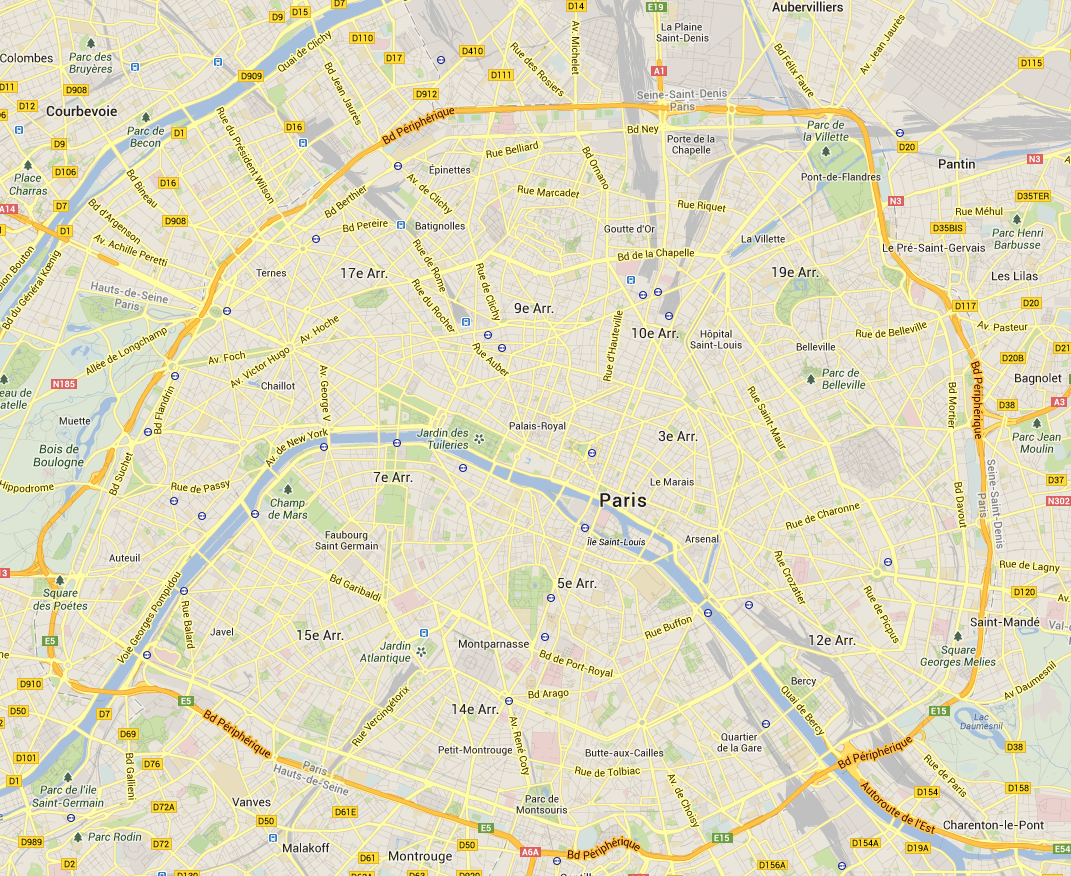 D7
D14
E19
Aubervilliers
D9
D15
Quai de Clichy
D110
Av. Michelet
La Plaine
Saint-Denis
Av. Jean Jaurès
Colombes
Parc des
Bruyères
D17
D410
Rue des Rosiers
Bd Félix Faure
D115
D909
Bd Jean Jaurès
D111
A1
D11
D908
D12
Courbevoie
D912
Seine-Saint-Denis
Paris
Parc de
Becon
D1
Rue du Président Wilson
D16
Bd Périphérique
Bd Ney
Porte de la
Chapelle
Parc de
la Villette
D20
D9
D106
Place
Charras
Bd Bineau
D16
Épinettes
Rue Belliard
Bd Ornano
Pont-de-Flandres
Pantin
N3
A14
D7
D1
Bd d'Argenson
D908
Bd Berthier
Av. de Clichy
Rue Marcadet
Rue Riquet
N3
D35TER
Rue Méhul
Av. Achille Peretti
Bd Pereire
Batignolles
Goutte d'Or
La Villette
D35BIS
Parc Henri
Barbusse
Le Pré-Saint-Gervais
Bd du Général Kœnig
Bd de la Chapelle
Ternes
17e Arr.
Rue de Rome
Rue de Clichy
19e Arr.
Les Lilas
Hauts-de-Seine
Paris
Rue du Rocher
9e Arr.
D117
D20
Allée de Longchamp
Av. Hoche
10e Arr.
Hôpital
Saint-Louis
Rue de Belleville
Av. Pasteur
Av. Foch
Av. Victor Hugo
Rue Auber
Rue d'Hauteville
Belleville
D21
D20B
N185
Chaillot
Av. George V
Parc de
Belleville
Bd Périphérique
Bagnolet
Bd Flandrin
Rue Saint-Maur
Bd Mortier
D38
A3
Muette
Palais-Royal
Jardin des
Tuileries
3e Arr.
Parc Jean
Moulin
Av. de New York
Bois de
Boulogne
Bd Suchet
7e Arr.
Le Marais
D37
Hippodrome
Rue de Passy
Champ
de Mars
Paris
Bd Davout
Seine-Saint-Denis
Paris
N302
Rue de Charonne
Faubourg
Saint Germain
Île Saint-Louis
Arsenal
Auteuil
Square
des Poétes
Bd Garibaldi
5e Arr.
Rue Crozatier
Rue de Picpus
Rue de Lagny
D120
Voie Georges Pompidou
Rue Balard
Javel
15e Arr.
Rue Buffon
12e Arr.
Saint-Mandé
E5
Jardin
Atlantique
Montparnasse
Square
Georges Melies
D910
Bd de Port-Royal
Bercy
Av Daumesnil
D50
D7
E5
Rue Vercingétorix
Bd Arago
Quai de Bercy
E15
Lac
Daumesnil
14e Arr.
D69
Bd Périphérique
Av. René Coty
Petit-Montrouge
Butte-aux-Cailles
Quartier
de la Gare
D38
D101
D76
Bd Gallieni
Paris
Hauts-de-Seine
Rue de Tolbiac
Bd Périphérique
Rue de Paris
D1
Parc de l'ile
Saint-Germain
D158
Vanves
D72A
D61E
Parc de
Montsouris
Av. de Choisy
D154
Autoroute de l'Est
D50
Charenton-le-Pont
Parc Rodin
D989
D72
E5
E15
D50
D154A
D19A
Malakoff
A6A
Bd Périphérique
E54
D2
D61
Montrouge
D156A